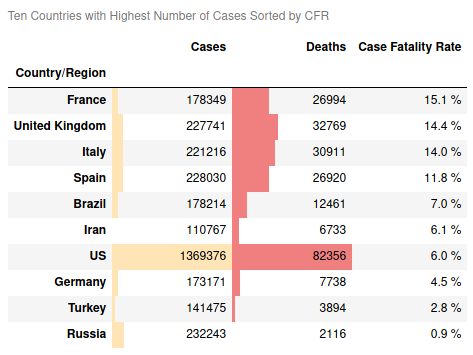 Ten Countries with Highest Number of Cases Sorted by CFR
Cases Deaths Case Fatality Rate
Country/Region
France 178349 26994 15.1 %
United Kingdom 227741 32769 14.4 %
Italy 221216 30911 14.0 %
Spain 228030 26920 11.8 %
Brazil 178214 12461 7.0 %
Iran 110767 6733 6.1 %
US 1369376 82356 6.0 %
Germany 173171 7738 4.5 %
Turkey 141475 3894 2.8 %
Russia 232243 2116 0.9 %